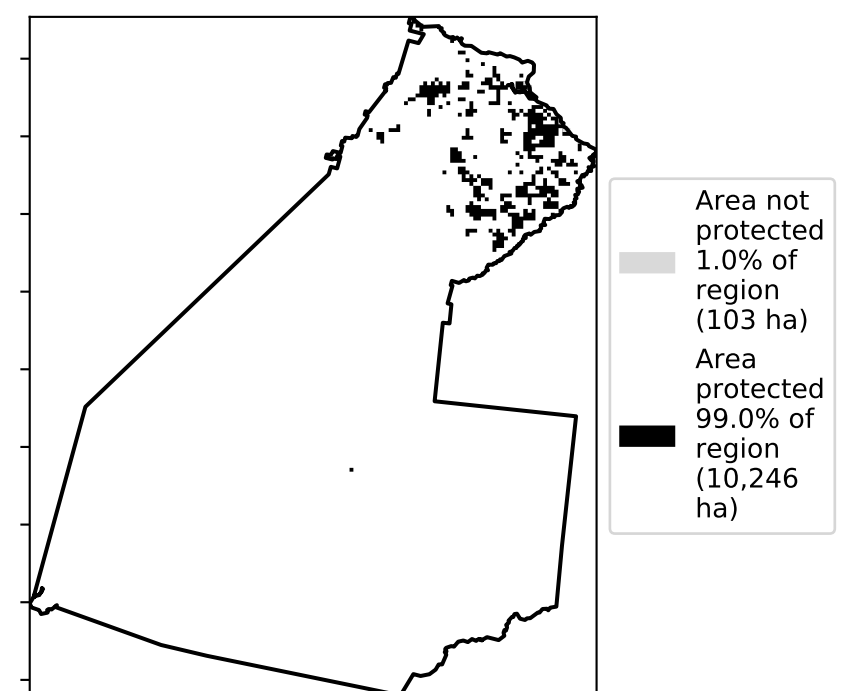 Area not
protected
1.0% of
region
(103 ha)
Area
protected
99.0% of
region
(10,246
ha)